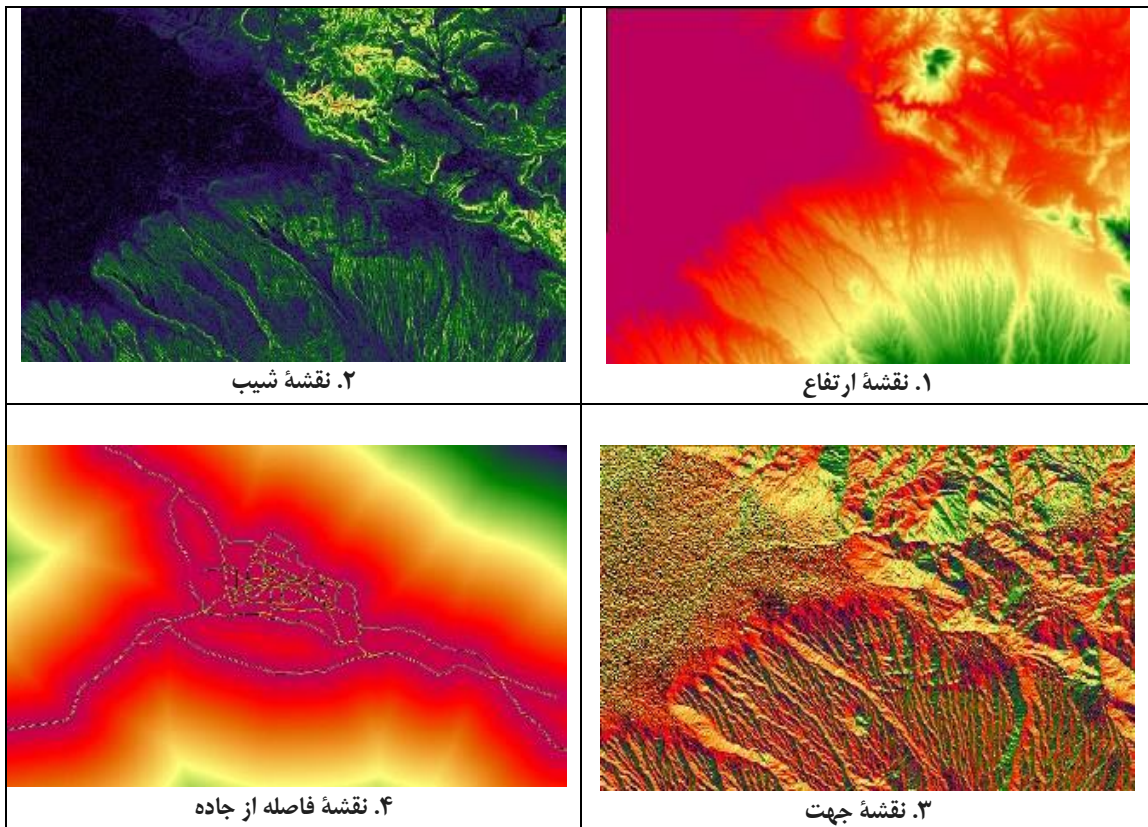 ۱. نقشهٔ ارتفاع
۲. نقشهٔ شیب
۳. نقشهٔ جهت
۴. نقشهٔ فاصله از جاده